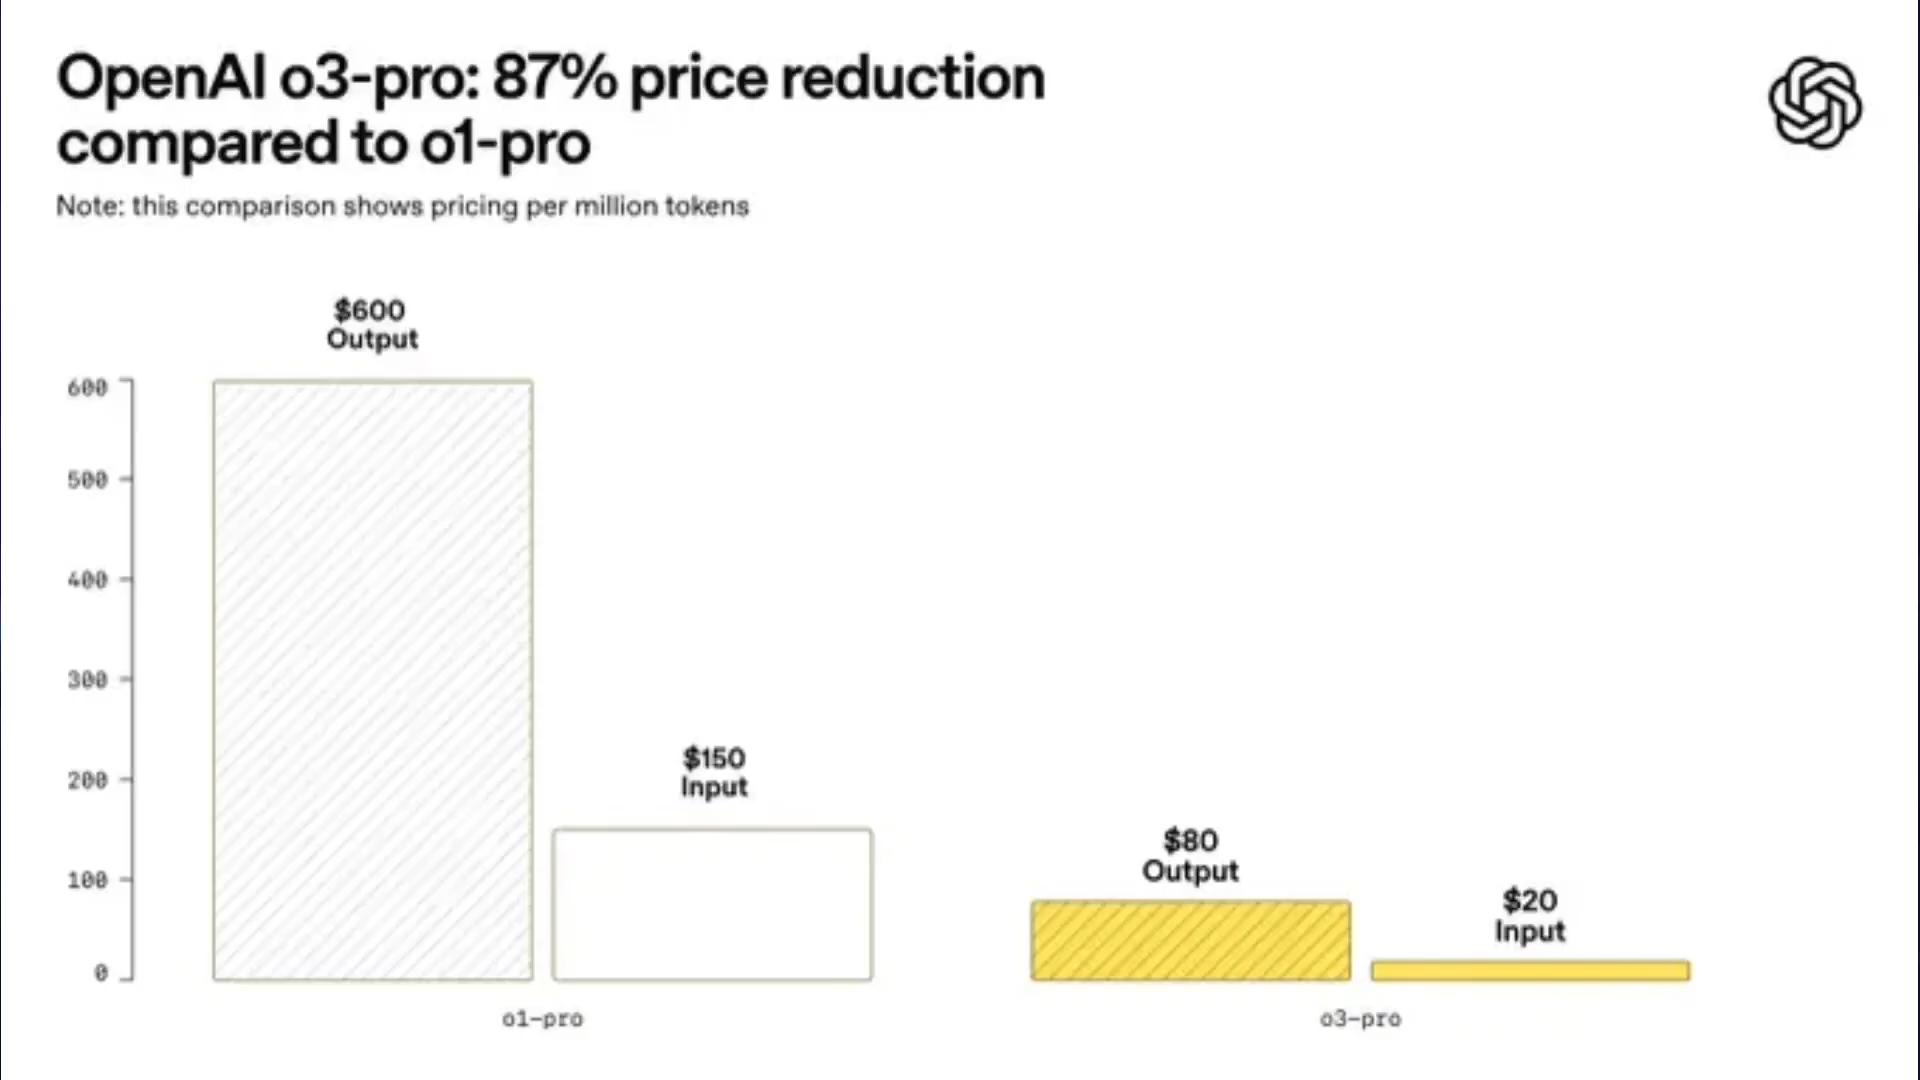 OpenAI o3-pro: 87% price reduction
compared to o1-pro
Note: this comparison shows pricing per million tokens
$600
Output
600
500
400
300
200
100
0
$150
Input
$80
Output
$20
Input
o1-pro
o3-pro